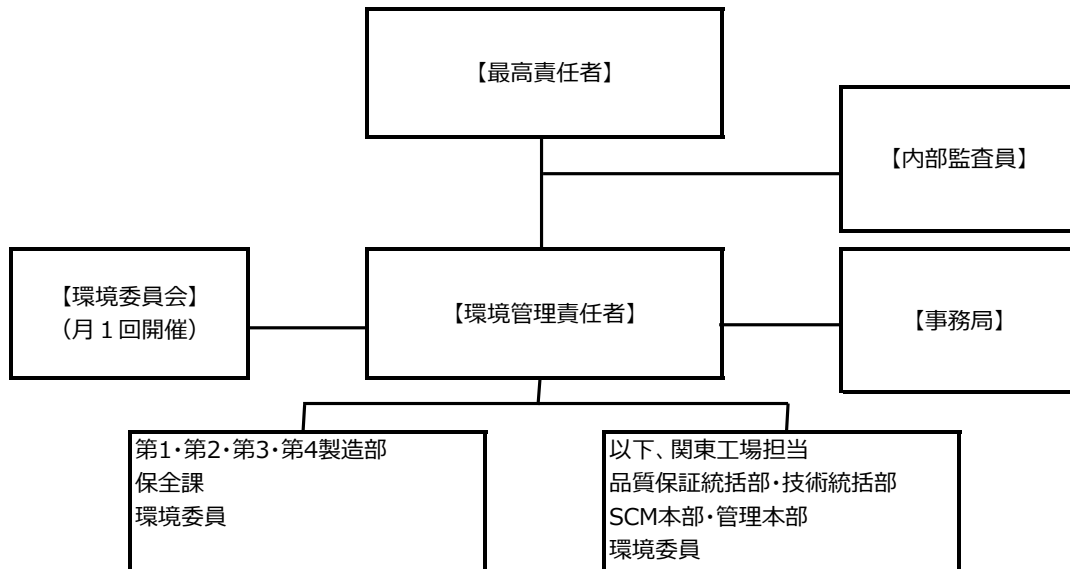 【最高責任者】
【内部監査員】
【環境委員会】
（月１回開催）
【環境管理責任者】
【事務局】
第1・第2・第3・第4製造部
保全課
環境委員
以下、関東工場担当
品質保証統括部・技術統括部
SCM本部・管理本部
環境委員